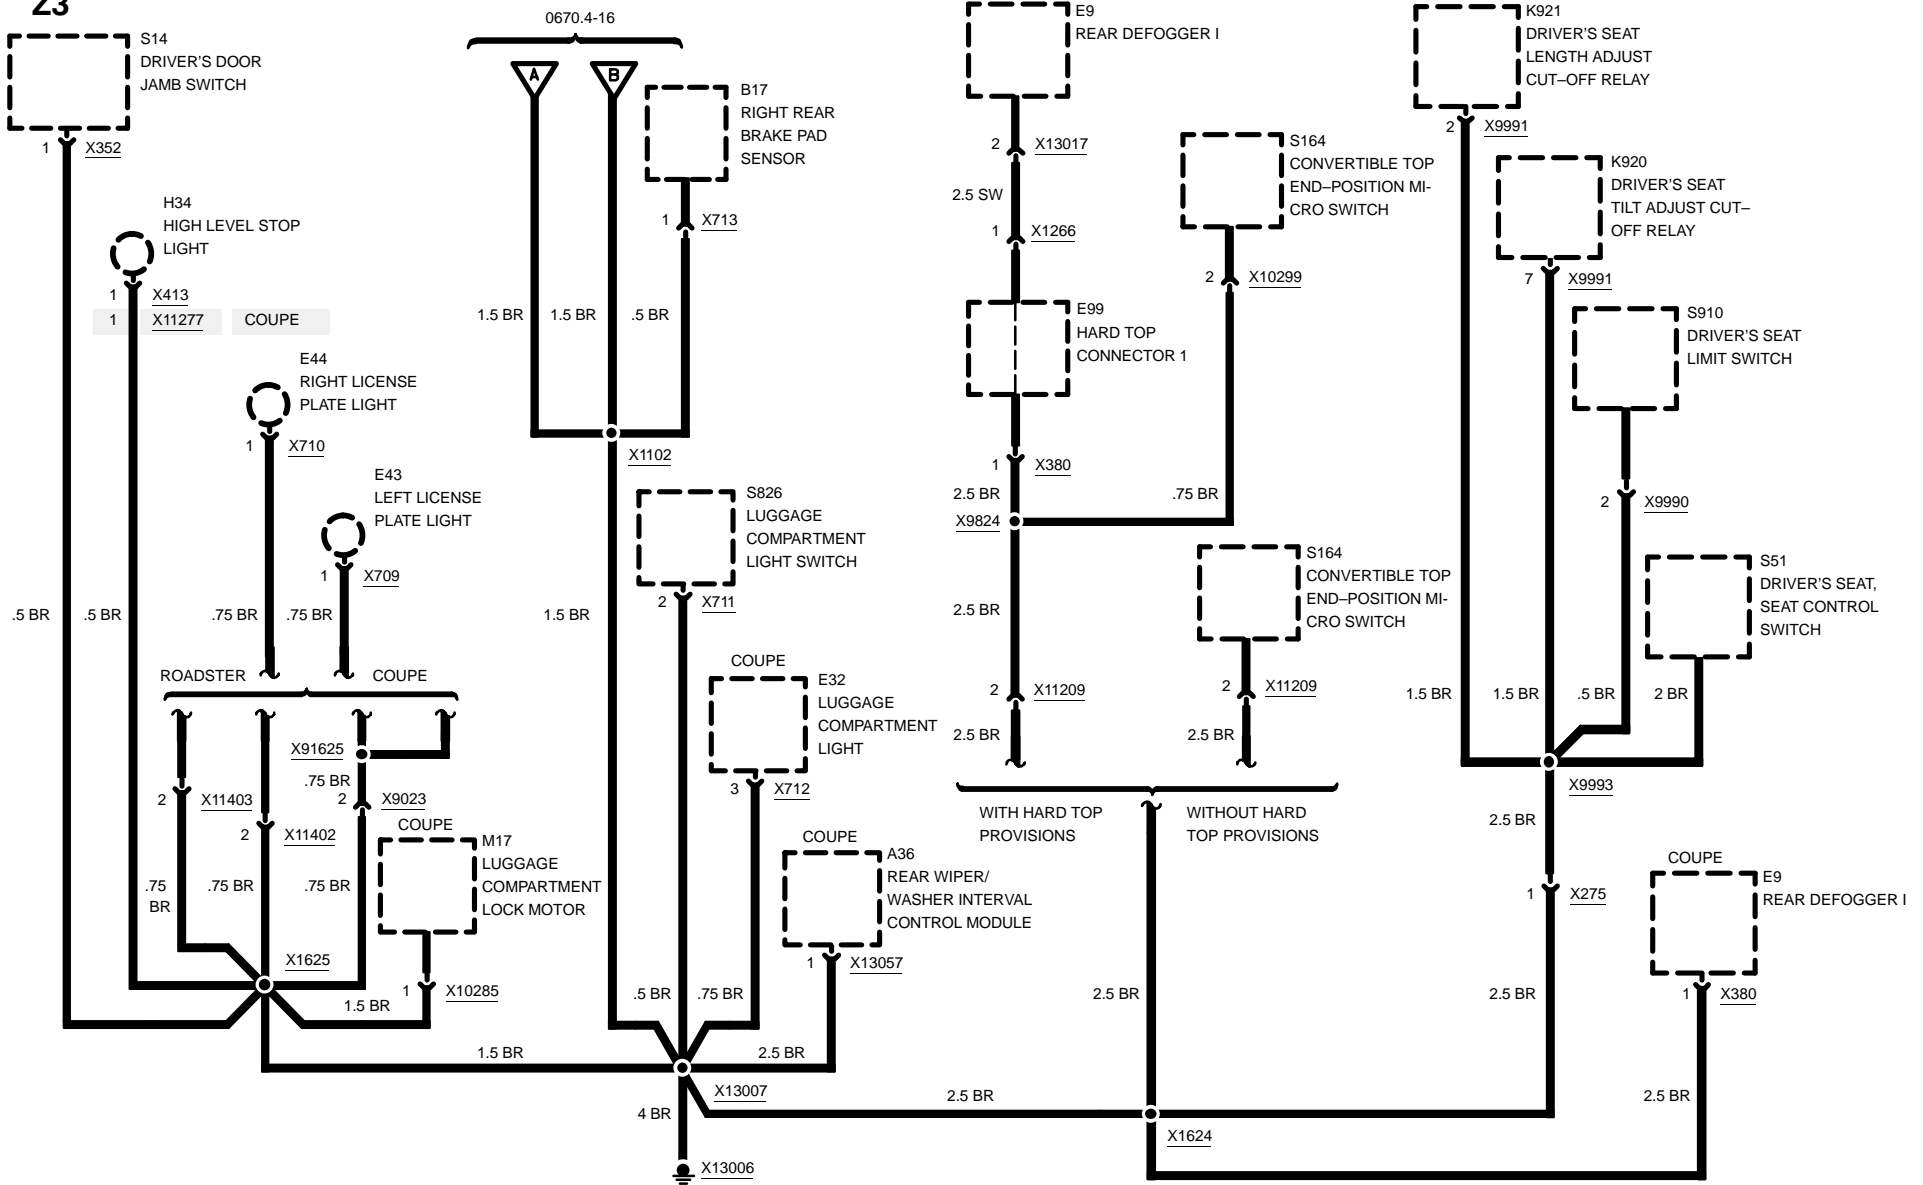 Z3
S14
DRIVER'S DOOR
JAMB SWITCH
1 X352
H34
HIGH LEVEL STOP
LIGHT
1 X413
1 X11277 COUPE
E44
RIGHT LICENSE
PLATE LIGHT
1 X710
E43
LEFT LICENSE
PLATE LIGHT
1 X709
.5 BR .5 BR .75 BR .75 BR
ROADSTER COUPE
X91625
.75 BR
2 X11403
2 X11402
2 X9023
COUPE
M17
LUGGAGE
COMPARTMENT
LOCK MOTOR
.75
BR
.75 BR .75 BR
X1625
1 X10285
1.5 BR
1.5 BR
0670.4–16
A B
B17
RIGHT REAR
BRAKE PAD
SENSOR
1 X713
1.5 BR 1.5 BR .5 BR
X1102
S826
LUGGAGE
COMPARTMENT
LIGHT SWITCH
2 X711
1.5 BR
COUPE
E32
LUGGAGE
COMPARTMENT
LIGHT
3 X712
COUPE
A36
REAR WIPER/
WASHER INTERVAL
CONTROL MODULE
1 X13057
.5 BR .75 BR
2.5 BR
X13007
4 BR
X13006
E9
REAR DEFOGGER I
2 X13017
2.5 SW
1 X1266
E99
HARD TOP
CONNECTOR 1
1 X380
2.5 BR
X9824
S164
CONVERTIBLE TOP
END–POSITION MI-
CRO SWITCH
2 X10299
.75 BR
2.5 BR
2 X11209
2.5 BR
S164
CONVERTIBLE TOP
END–POSITION MI-
CRO SWITCH
2 X11209
2.5 BR
WITH HARD TOP
PROVISIONS
WITHOUT HARD
TOP PROVISIONS
2.5 BR
2.5 BR
X1624
K921
DRIVER'S SEAT
LENGTH ADJUST
CUT–OFF RELAY
2 X9991
K920
DRIVER'S SEAT
TILT ADJUST CUT–
OFF RELAY
7 X9991
S910
DRIVER'S SEAT
LIMIT SWITCH
2 X9990
S51
DRIVER'S SEAT,
SEAT CONTROL
SWITCH
1.5 BR 1.5 BR .5 BR 2 BR
X9993
2.5 BR
1 X275
2.5 BR
COUPE
E9
REAR DEFOGGER I
1 X380
2.5 BR